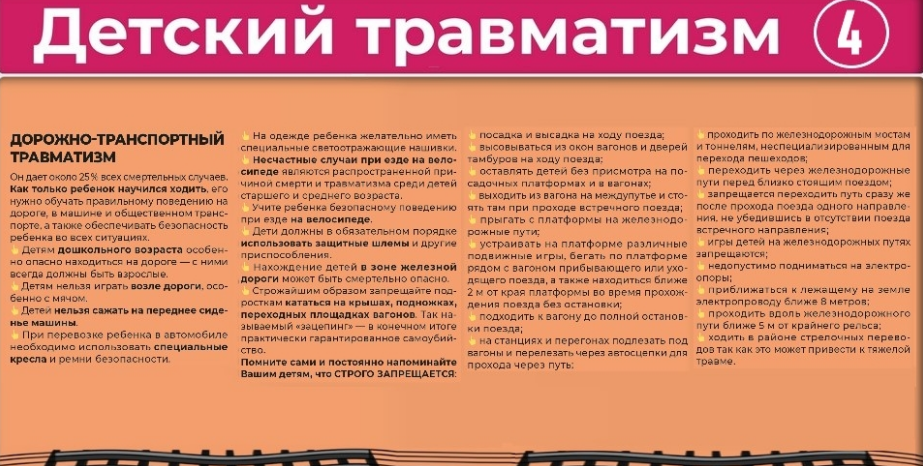 Детский травматизм 4
ДОРОЖНО-ТРАНСПОРТНЫЙ
ТРАВМАТИЗМ
Он дает около 25% всех смертельных случаев.
Как только ребенок научился ходить, его
нужно обучать правильному поведению на
дороге, в машине и общественном транс-
порте, а также обеспечивать безопасность
ребенка во всех ситуациях.
Детям дошкольного возраста особен-
но опасно находиться на дороге — с ними
всегда должны быть взрослые.
Детям нельзя играть возле дороги, осо-
бенно с мячом.
Детей нельзя сажать на переднее сиде-
нье машины.
При перевозке ребенка в автомобиле
необходимо использовать специальные
кресла и ремни безопасности.
На одежде ребенка желательно иметь
специальные светоотражающие нашивки.
Несчастные случаи при езде на вело-
сипеде являются распространенной при-
чиной смерти и травматизма среди детей
старшего и среднего возраста.
Учите ребенка безопасному поведению
при езде на велосипеде.
Дети должны в обязательном порядке
использовать защитные шлемы и другие
приспособления.
Нахождение детей в зоне железной
дороги может быть смертельно опасно.
Строжайшим образом запрещайте под-
росткам кататься на крышах, подножках,
переходных площадках вагонов. Так на-
зываемый «зацепинг» — в конечном итоге
практически гарантированное самоубий-
ство.
Помните сами и постоянно напоминайте
Вашим детям, что СТРОГО ЗАПРЕЩАЕТСЯ:
посадка и высадка на ходу поезда;
высовываться из окон вагонов и дверей
тамбуров на ходу поезда;
оставлять детей без присмотра на по-
садочных платформах и в вагонах;
выходить из вагона на междупутье и сто-
ять там при проходе встречного поезда;
прыгать с платформы на железнодо-
рожные пути;
устраивать на платформе различные
подвижные игры, бегать по платформе
рядом с вагоном прибывающего или ухо-
дящего поезда, а также находиться ближе
2 м от края платформы во время прохож-
дения поезда без остановки;
подходить к вагону до полной останов-
ки поезда;
на станциях и перегонах подлезать под
вагоны и перелезать через автосцепки для
прохода через путь;
проходить по железнодорожным мостам
и тоннелям, неспециализированным для
перехода пешеходов;
переходить через железнодорожные
пути перед близко стоящим поездом;
запрещается переходить путь сразу же
после прохода поезда одного направле-
ния, не убедившись в отсутствии поезда
встречного направления;
игры детей на железнодорожных путях
запрещаются;
недопустимо подниматься на электро-
опоры;
приближаться к лежащему на земле
электропроводу ближе 8 метров;
проходить вдоль железнодорожного
пути ближе 5 м от крайнего рельса;
ходить в районе стрелочных перево-
дов так как это может привести к тяжелой
травме.